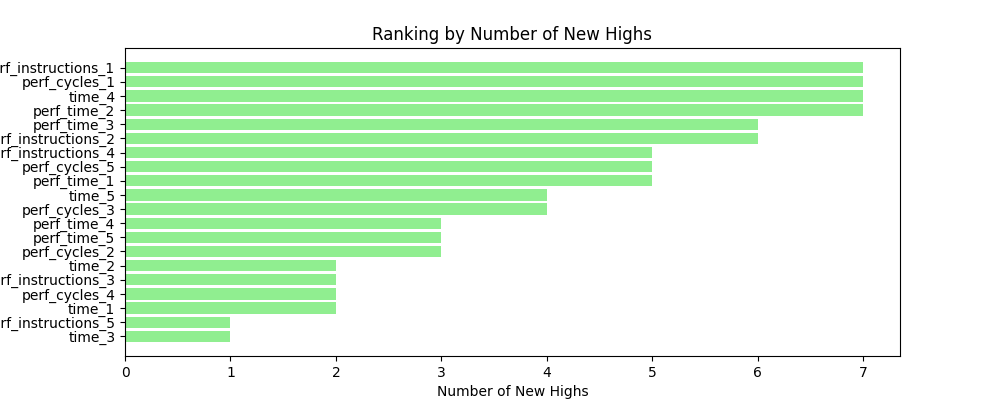 Ranking by Number of New Highs
rf_instructions_1
perf_cycles_1
time_4
perf_time_2
perf_time_3
rf_instructions_2
rf_instructions_4
perf_cycles_5
perf_time_1
time_5
perf_cycles_3
perf_time_4
perf_time_5
perf_cycles_2
time_2
rf_instructions_3
perf_cycles_4
time_1
rf_instructions_5
time_3
0 1 2 3 4 5 6 7
Number of New Highs